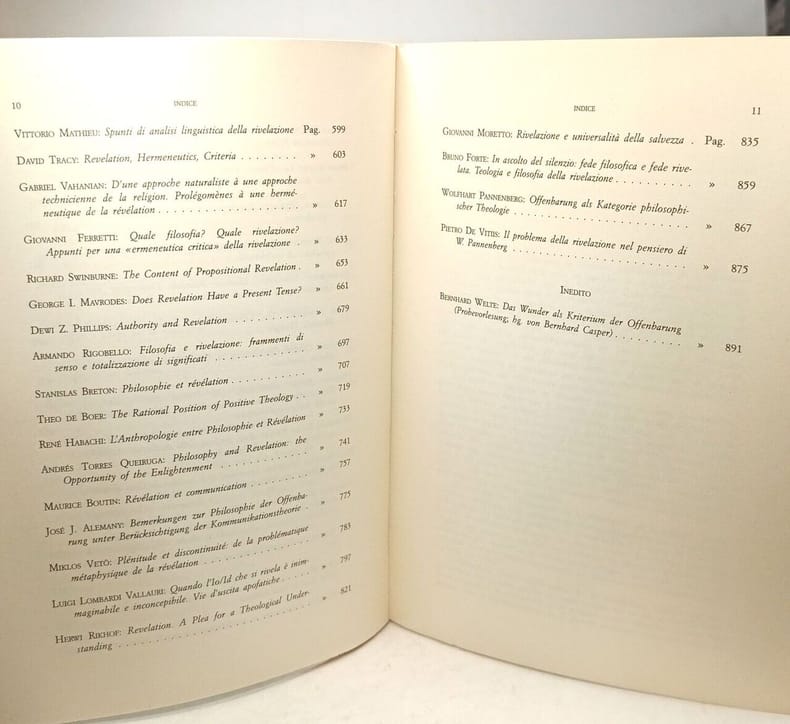 10
INDICE
VITTORIO MATHIEU: Spunti di analisi linguistica della rivelazione Pag. 599
DAVID TRACY: Revelation, Hermeneutics, Criteria . . . . . . . . » 603
GABRIEL VAHANIAN: D'une approche naturaliste à une approche
technicienne de la religion. Prolégomènes à une hermé-
neutique de la révélation . . . . . . . . . . . . . . . . . » 617
GIOVANNI FERRETTI: Quale filosofia? Quale rivelazione?
Appunti per una «ermeneutica critica» della rivelazione . » 633
RICHARD SWINBURNE: The Content of Propositional Revelation . » 653
GEORGE I. MAVRODES: Does Revelation Have a Present Tense? » 661
DEWI Z. PHILLIPS: Authority and Revelation . . . . . . . . . . » 679
ARMANDO RIGOBELLO: Filosofia e rivelazione: frammenti di
senso e totalizzazione di significati . . . . . . . . . . . . . » 697
STANISLAS BRETON: Philosophie et révélation . . . . . . . . . . » 707
THEO DE BOER: The Rational Position of Positive Theology . . » 719
RENÉ HABACHI: L'Anthropologie entre Philosophie et Révélation » 733
ANDRÉS TORRES QUEIRUGA: Philosophy and Revelation: the
Opportunity of the Enlightenment . . . . . . . . . . . . . » 741
MAURICE BOUTIN: Révélation et communication . . . . . . . . . » 757
JOSÉ J. ALEMANY: Bemerkungen zur Philosophie der Offenba-
rung unter Berücksichtigung der Kommunikationstheorie . » 775
MIKLOS VETÖ: Plénitude et discontinuité: de la problématique
métaphysique de la révélation . . . . . . . . . . . . . . . » 783
LUIGI LOMBARDI VALLAURI: Quando l'Io/Id che si rivela è inim-
maginabile e inconcepibile. Vie d'uscita apofatiche . . . . » 797
HERWI RIKHOF: Revelation. A Plea for a Theological Under-
standing . . . . . . . . . . . . . . . . . . . . . . . . . . » 821
INDICE
11
GIOVANNI MORETTO: Rivelazione e universalità della salvezza . Pag. 835
BRUNO FORTE: In ascolto del silenzio: fede filosofica e fede rive-
lata. Teologia e filosofia della rivelazione . . . . . . . . . . » 859
WOLFHART PANNENBERG: Offenbarung als Kategorie philosophi-
scher Theologie . . . . . . . . . . . . . . . . . . . . . . » 867
PIETRO DE VITIIS: Il problema della rivelazione nel pensiero di
W. Pannenberg . . . . . . . . . . . . . . . . . . . . . . . » 875
INEDITO
BERNHARD WELTE: Das Wunder als Kriterium der Offenbarung
(Probevorlesung; hg. von Bernhard Casper) . . . . . . . . . » 891